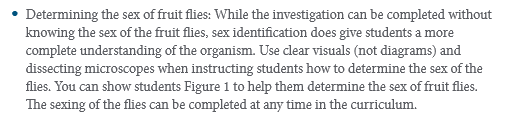 • Determining the sex of fruit flies: While the investigation can be completed without
knowing the sex of the fruit flies, sex identification does give students a more
complete understanding of the organism. Use clear visuals (not diagrams) and
dissecting microscopes when instructing students how to determine the sex of the
flies. You can show students Figure 1 to help them determine the sex of fruit flies.
The sexing of the flies can be completed at any time in the curriculum.